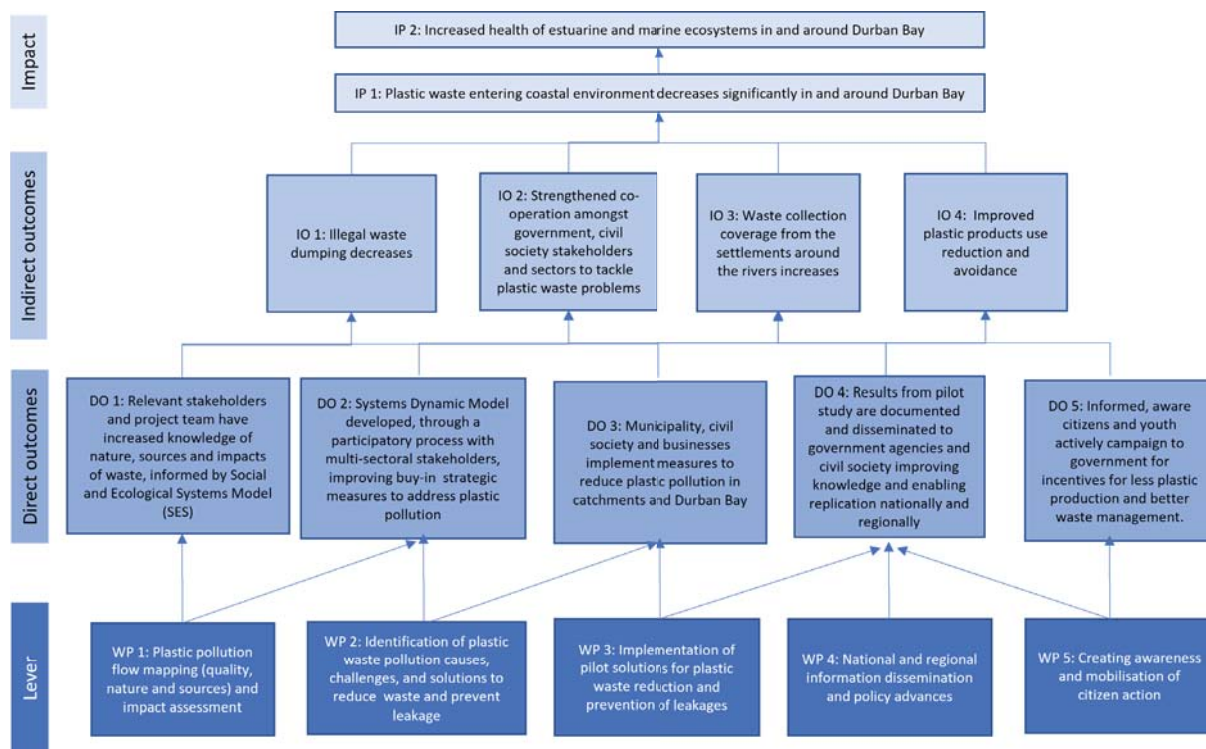 Impact
IP 2: Increased health of estuarine and marine ecosystems in and around Durban Bay
IP 1: Plastic waste entering coastal environment decreases significantly in and around Durban Bay
Indirect outcomes
IO 1: Illegal waste
dumping decreases
IO 2: Strengthened co-
operation amongst
government, civil
society stakeholders
and sectors to tackle
plastic waste problems
IO 3: Waste collection
coverage from the
settlements around
the rivers increases
IO 4: Improved
plastic products use
reduction and
avoidance
Direct outcomes
DO 1: Relevant stakeholders
and project team have
increased knowledge of
nature, sources and impacts
of waste, informed by Social
and Ecological Systems Model
(SES)
DO 2: Systems Dynamic Model
developed, through a
participatory process with
multi-sectoral stakeholders,
improving buy-in strategic
measures to address plastic
pollution
DO 3: Municipality, civil
society and businesses
implement measures to
reduce plastic pollution in
catchments and Durban Bay
DO 4: Results from pilot
study are documented
and disseminated to
government agencies and
civil society improving
knowledge and enabling
replication nationally and
regionally
DO 5: Informed, aware
citizens and youth
actively campaign to
government for
incentives for less plastic
production and better
waste management.
Lever
WP 1: Plastic pollution
flow mapping (quality,
nature and sources) and
impact assessment
WP 2: Identification of plastic
waste pollution causes,
challenges, and solutions to
reduce waste and prevent
leakage
WP 3: Implementation of
pilot solutions for plastic
waste reduction and
prevention of leakages
WP 4: National and regional
information dissemination
and policy advances
WP 5: Creating awareness
and mobilisation of
citizen action